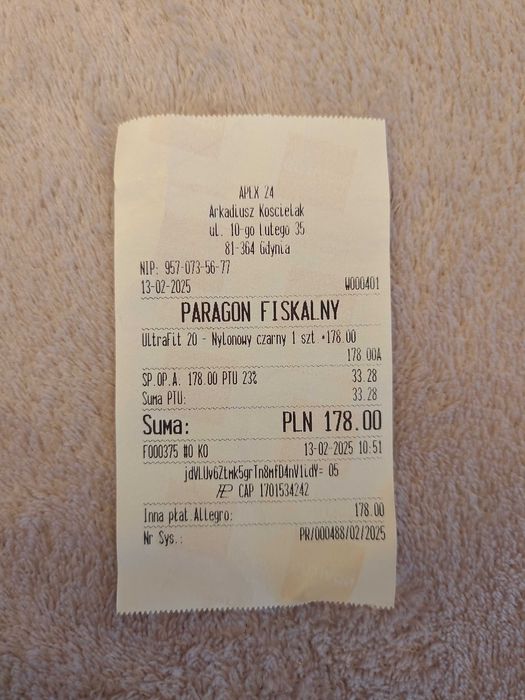 APLX 24
Arkadiusz Koscielak
ul. 10-go Lutego 35
81-364 Gdynia
NIP: 957-073-56-77
13-02-2025 W000401
PARAGON FISKALNY
UltraFit 20 - Nylonowy czarny 1 szt *178.00
178.00A
SP.OP.A. 178.00 PTU 23% 33.28
Suma PTU: 33.28
Suma: PLN 178.00
F000375 #0 KO 13-02-2025 10:51
CAP 1701534242
Inna płat Allegro: 178.00
Nr Sys.: PR/000488/02/2025